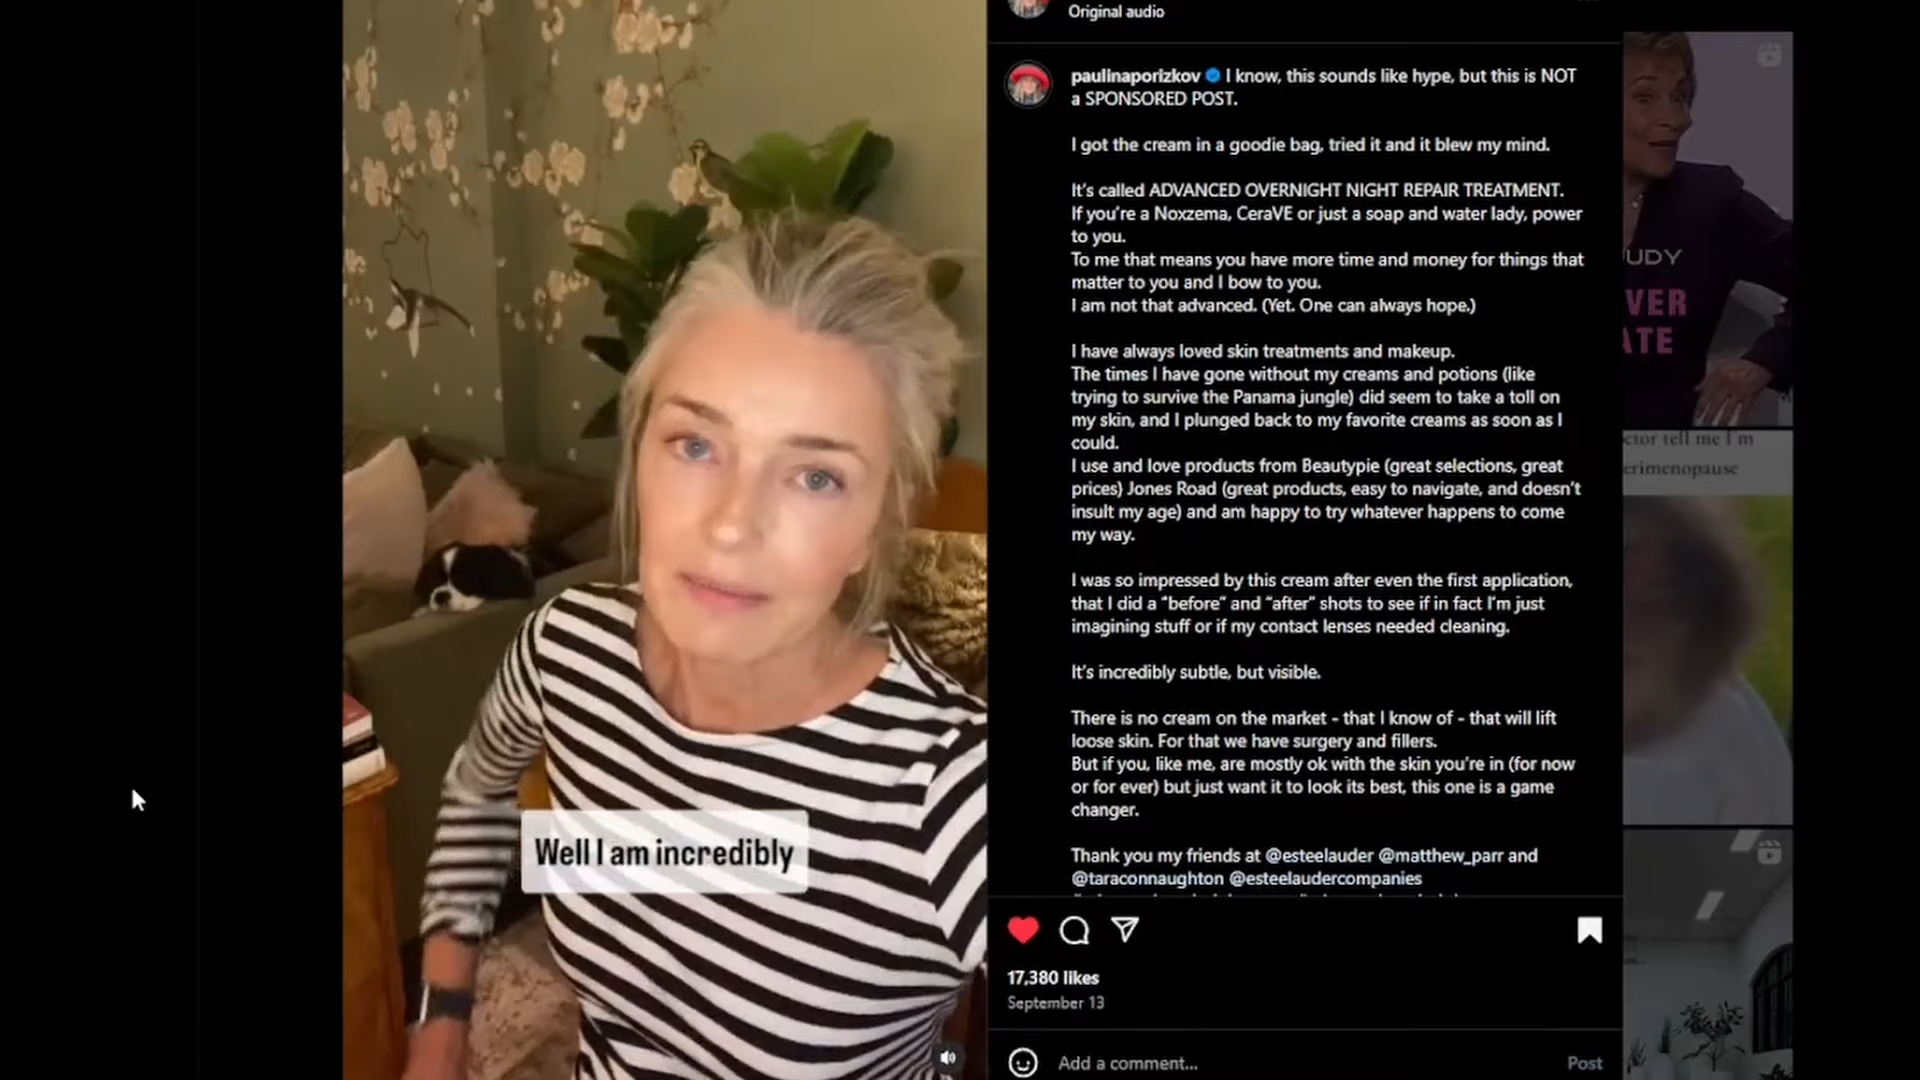 Original audio
paulinaporizkov I know, this sounds like hype, but this is NOT
a SPONSORED POST.
I got the cream in a goodie bag, tried it and it blew my mind.
It's called ADVANCED OVERNIGHT NIGHT REPAIR TREATMENT.
If you're a Noxzema, CeraVE or just a soap and water lady, power
to you.
To me that means you have more time and money for things that
matter to you and I bow to you.
I am not that advanced. (Yet. One can always hope.)
I have always loved skin treatments and makeup.
The times I have gone without my creams and potions (like
trying to survive the Panama jungle) did seem to take a toll on
my skin, and I plunged back to my favorite creams as soon as I
could.
I use and love products from Beautypie (great selections, great
prices) Jones Road (great products, easy to navigate, and doesn't
insult my age) and am happy to try whatever happens to come
my way.
I was so impressed by this cream after even the first application,
that I did a "before" and "after" shots to see if in fact I'm just
imagining stuff or if my contact lenses needed cleaning.
It's incredibly subtle, but visible.
There is no cream on the market - that I know of - that will lift
loose skin. For that we have surgery and fillers.
But if you, like me, are mostly ok with the skin you're in (for now
or for ever) but just want it to look its best, this one is a game
changer.
Thank you my friends at @esteelauder @matthew_parr and
@taraconnaughton @esteelaudercompanies
17,380 likes
September 13
Add a comment...
Post
Well I am incredibly
UDY
VER
ATE
ctor tell me I'm
erimenopause